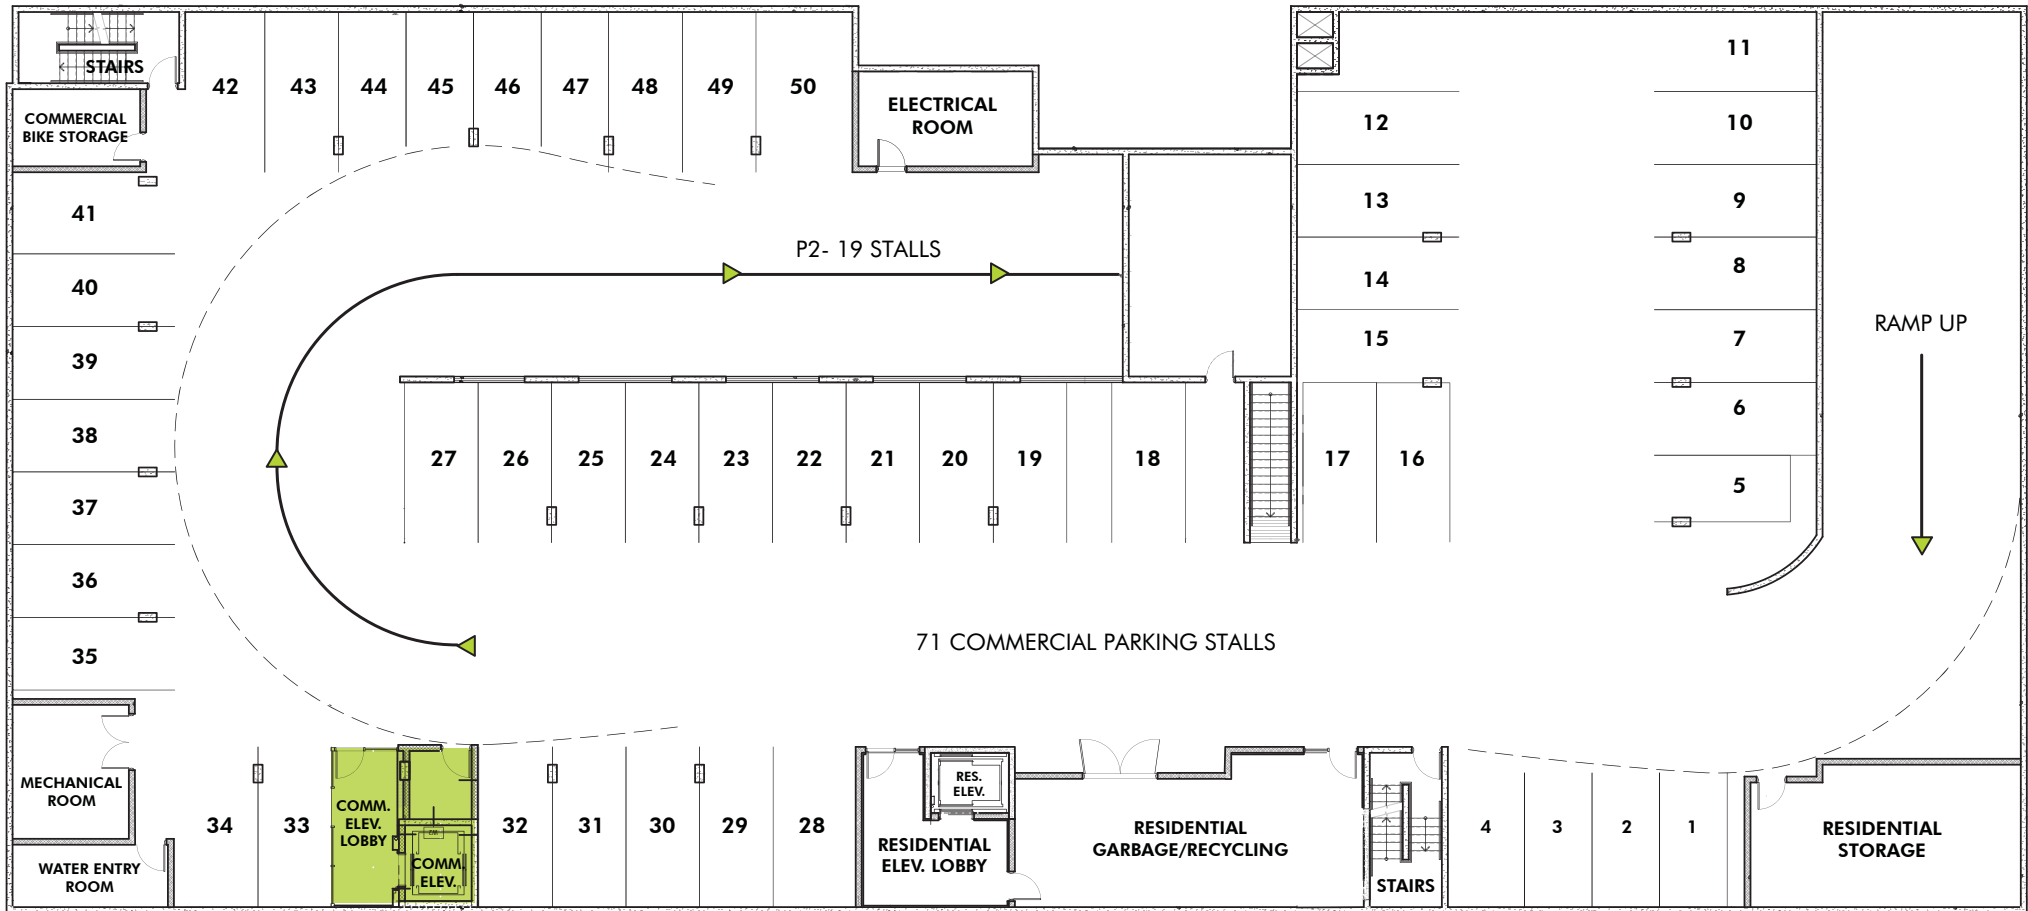 STAIRS
42 43 44 45 46 47 48 49 50
ELECTRICAL
ROOM
COMMERCIAL
BIKE STORAGE
11
12
10
41
13
9
P2- 19 STALLS
40
14
8
39
15
7
RAMP UP
38
6
27 26 25 24 23 22 21 20 19 18 17 16
37
5
36
35
71 COMMERCIAL PARKING STALLS
MECHANICAL
ROOM
34 33
COMM.
ELEV.
LOBBY
COMM.
ELEV.
32 31 30 29 28
RES.
ELEV.
RESIDENTIAL
ELEV. LOBBY
RESIDENTIAL
GARBAGE/RECYCLING
4 3 2 1
RESIDENTIAL
STORAGE
WATER ENTRY
ROOM
STAIRS